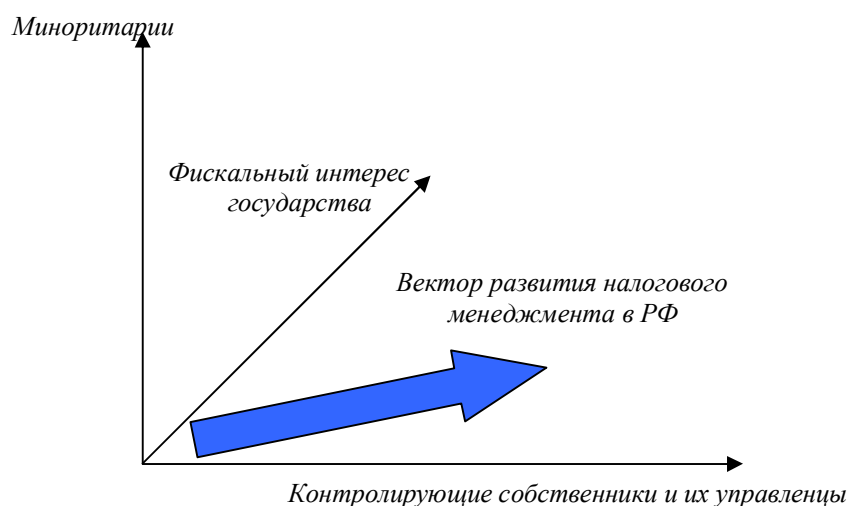 Миноритарии
Фискальный интерес
государства
Вектор развития налогового
менеджмента в РФ
Контролирующие собственники и их управленцы